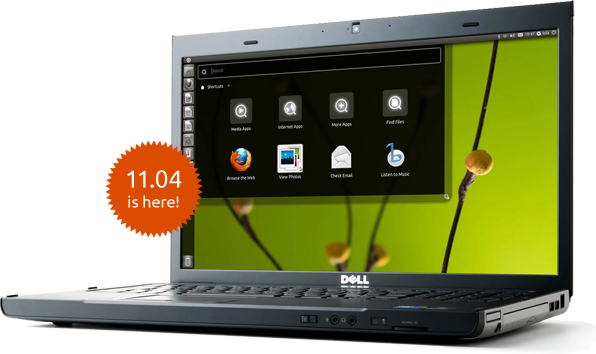 Search
Shortcuts
Media Apps
Internet Apps
More Apps
Find Files
Browse the Web
View Photos
Check Email
Listen to Music
11.04
is here!
DELL